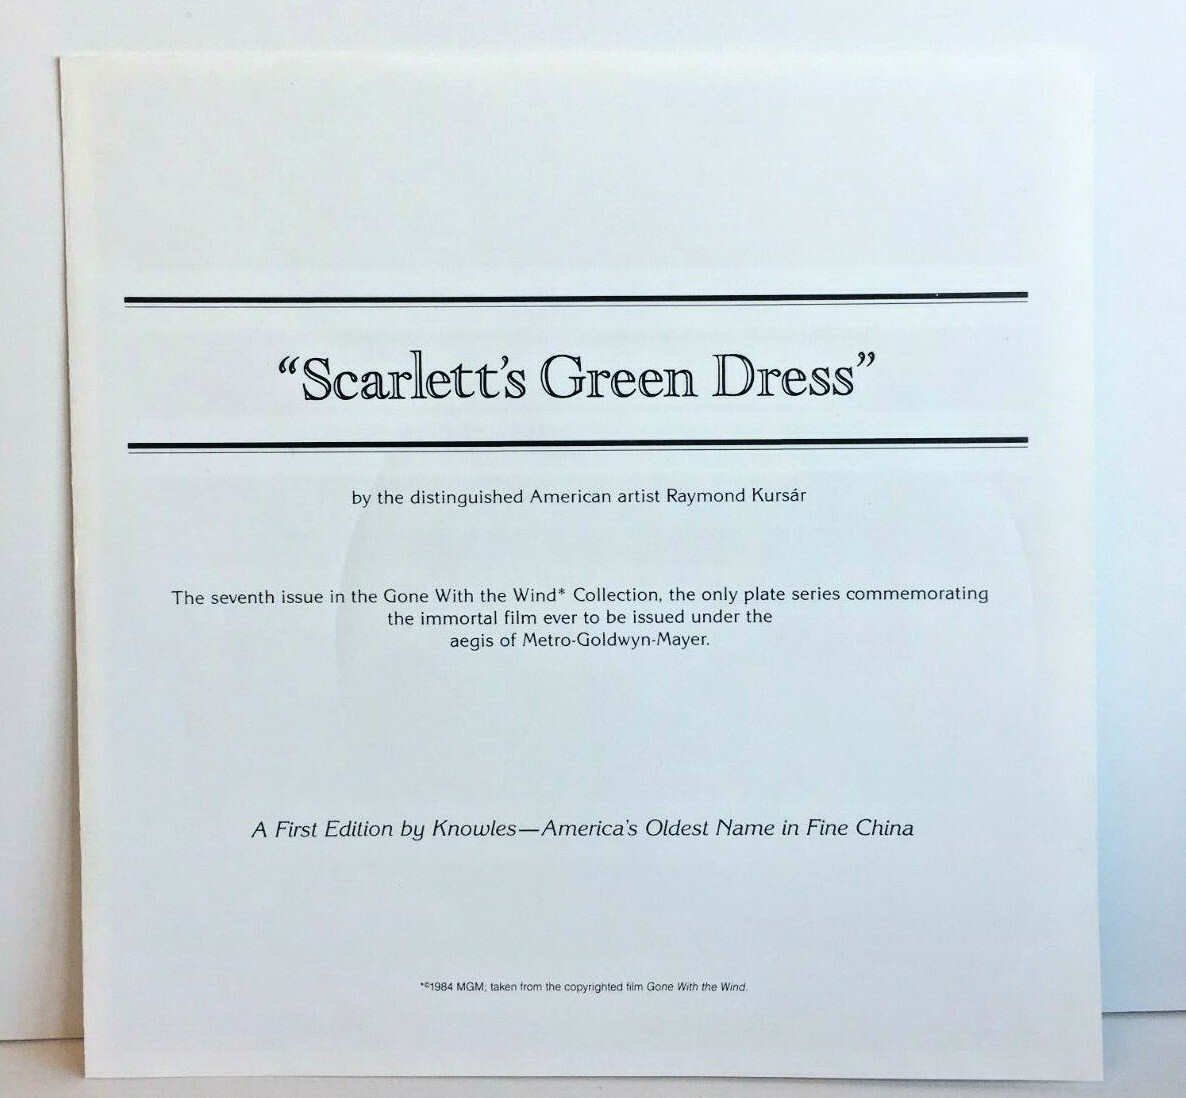 “Scarlett’s Green Dress”
by the distinguished American artist Raymond Kursár
The seventh issue in the Gone With the Wind* Collection, the only plate series commemorating
the immortal film ever to be issued under the
aegis of Metro-Goldwyn-Mayer.
A First Edition by Knowles—America's Oldest Name in Fine China
*©1984 MGM; taken from the copyrighted film Gone With the Wind.